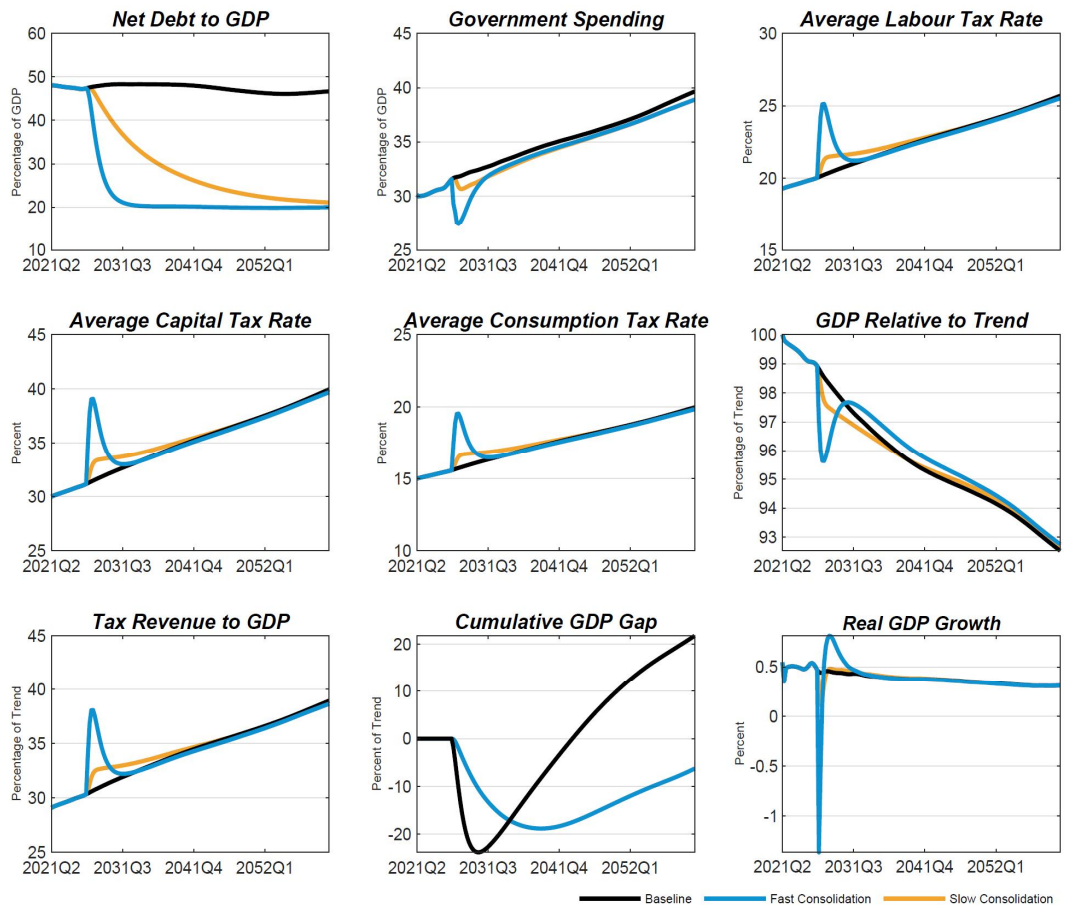 Net Debt to GDP
Percentage of GDP
60
50
40
30
20
10
2021Q2 2031Q3 2041Q4 2052Q1
Government Spending
Percentage of GDP
45
40
35
30
25
2021Q2 2031Q3 2041Q4 2052Q1
Average Labour Tax Rate
Percent
30
25
20
15
2021Q2 2031Q3 2041Q4 2052Q1
Average Capital Tax Rate
Percent
45
40
35
30
25
2021Q2 2031Q3 2041Q4 2052Q1
Average Consumption Tax Rate
Percent
25
20
15
10
2021Q2 2031Q3 2041Q4 2052Q1
GDP Relative to Trend
Percentage of Trend
100
99
98
97
96
95
94
93
2021Q2 2031Q3 2041Q4 2052Q1
Tax Revenue to GDP
Percentage of Trend
45
40
35
30
25
2021Q2 2031Q3 2041Q4 2052Q1
Cumulative GDP Gap
Percent of Trend
20
10
0
-10
-20
2021Q2 2031Q3 2041Q4 2052Q1
Real GDP Growth
Percent
0.5
0
-0.5
-1
2021Q2 2031Q3 2041Q4 2052Q1
Baseline Fast Consolidation Slow Consolidation